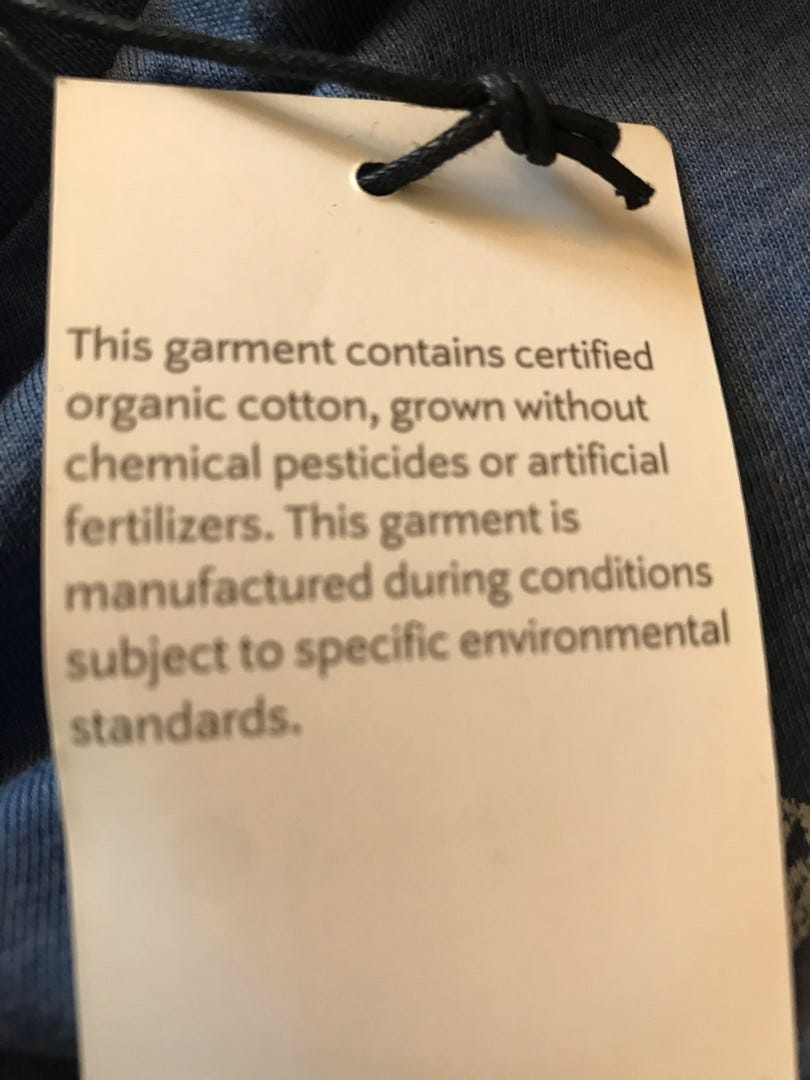 This garment contains certified
organic cotton, grown without
chemical pesticides or artificial
fertilizers. This garment is
manufactured during conditions
subject to specific environmental
standards.